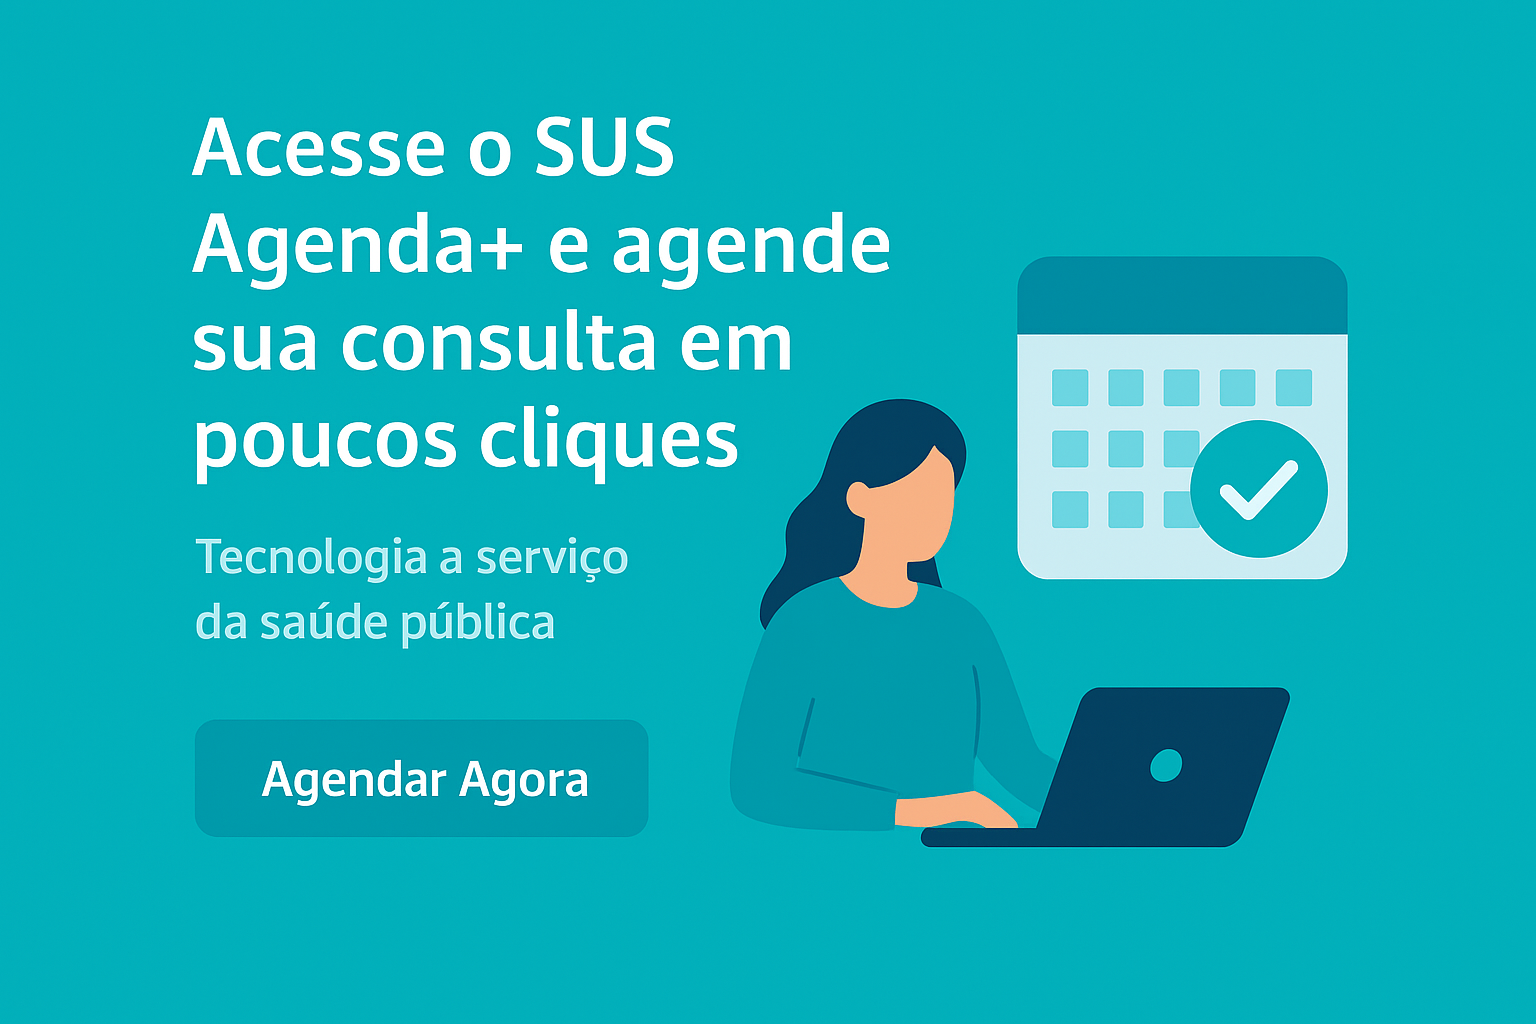 Acesse o SUS
Agenda+ e agende
sua consulta em
poucos cliques
Tecnologia a serviço
da saúde pública
Agendar Agora